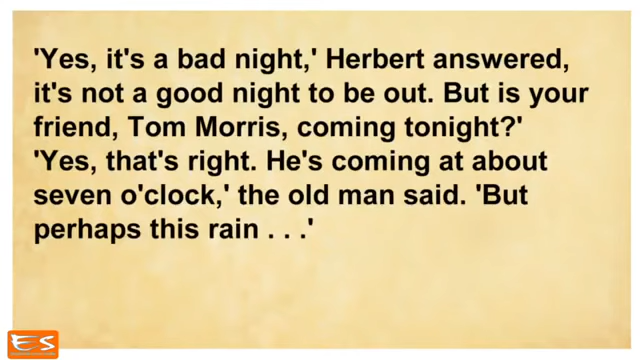 'Yes, it's a bad night,' Herbert answered,
it's not a good night to be out. But is your
friend, Tom Morris, coming tonight?'
'Yes, that's right. He's coming at about
seven o'clock,' the old man said. 'But
perhaps this rain . . .'
ES